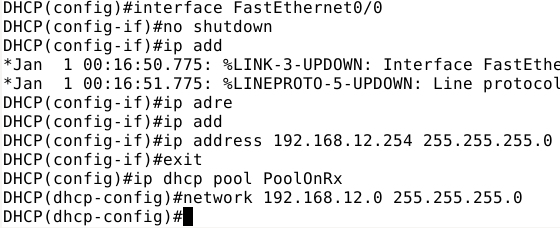 DHCP(config)#interface FastEthernet0/0
DHCP(config-if)#no shutdown
DHCP(config-if)#ip add
*Jan  1 00:16:50.775: %LINK-3-UPDOWN: Interface FastEthe
*Jan  1 00:16:51.775: %LINEPROTO-5-UPDOWN: Line protocol
DHCP(config-if)#ip adre
DHCP(config-if)#ip add
DHCP(config-if)#ip address 192.168.12.254 255.255.255.0
DHCP(config-if)#exit
DHCP(config)#ip dhcp pool PoolOnRx
DHCP(dhcp-config)#network 192.168.12.0 255.255.255.0
DHCP(dhcp-config)#